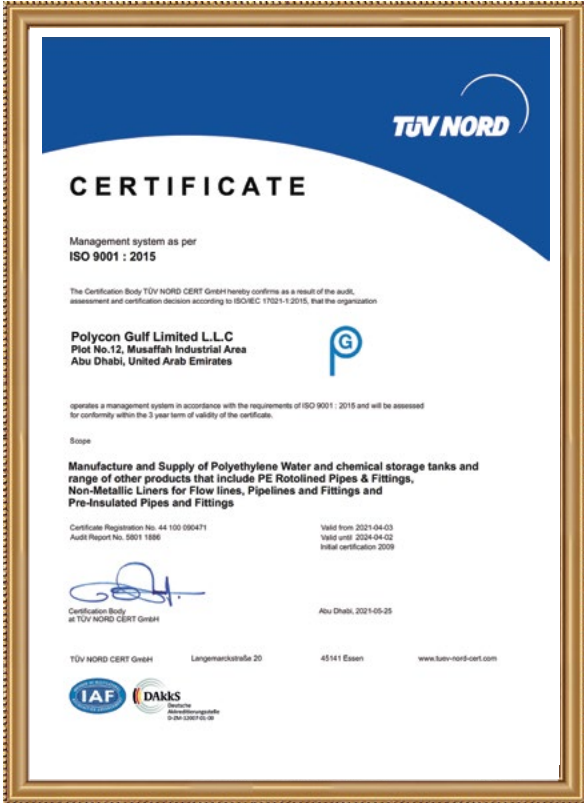 TÜV NORD
CERTIFICATE
Management system as per
ISO 9001 : 2015
The Certification Body TÜV NORD CERT GmbH hereby confirms as a result of the audit,
assessment and certification decision according to ISO/IEC 17021-1:2015, that the organization
Polycon Gulf Limited L.L.C
Plot No.12, Musaffah Industrial Area
Abu Dhabi, United Arab Emirates
G
operates a management system in accordance with the requirements of ISO 9001 : 2015 and will be assessed
for conformity within the 3 year term of validity of the certificate.
Scope
Manufacture and Supply of Polyethylene Water and chemical storage tanks and
range of other products that include PE Rotolined Pipes & Fittings,
Non-Metallic Liners for Flow lines, Pipelines and Fittings and
Pre-Insulated Pipes and Fittings
Certificate Registration No. 44 100 090471
Audit Report No. 5801 1886
Valid from 2021-04-03
Valid until 2024-04-02
Initial certification 2009
Certification Body
at TÜV NORD CERT GmbH
Abu Dhabi, 2021-05-25
TÜV NORD CERT GmbH Langemarckstraße 20 45141 Essen www.tuev-nord-cert.com
IAF
DAkkS
Deutsche
Akkreditierungsstelle
D-ZM-12007-01-00